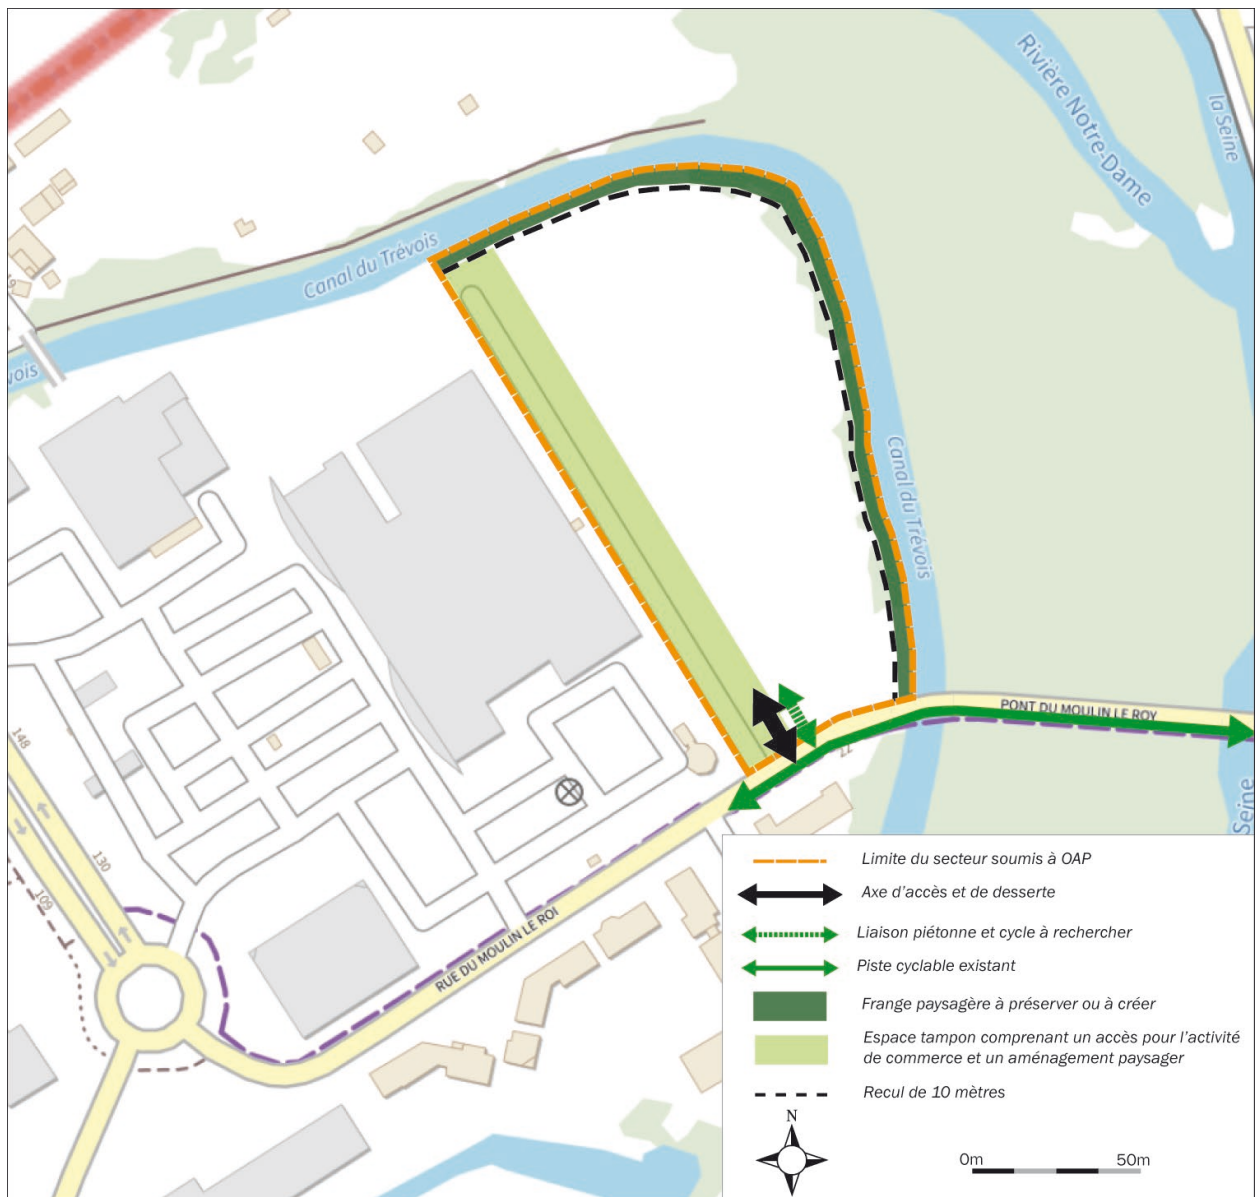 Rivière Notre-Dame
la Seine
Canal du Trévois
vois
Canal du Trévois
PONT DU MOULIN LE ROY
148
130
109
RUE DU MOULIN LE ROI
Seine
Limite du secteur soumis à OAP
Axe d'accès et de desserte
Liaison piétonne et cycle à rechercher
Piste cyclable existant
Frange paysagère à préserver ou à créer
Espace tampon comprenant un accès pour l'activité
de commerce et un aménagement paysager
Recul de 10 mètres
N
0m 50m